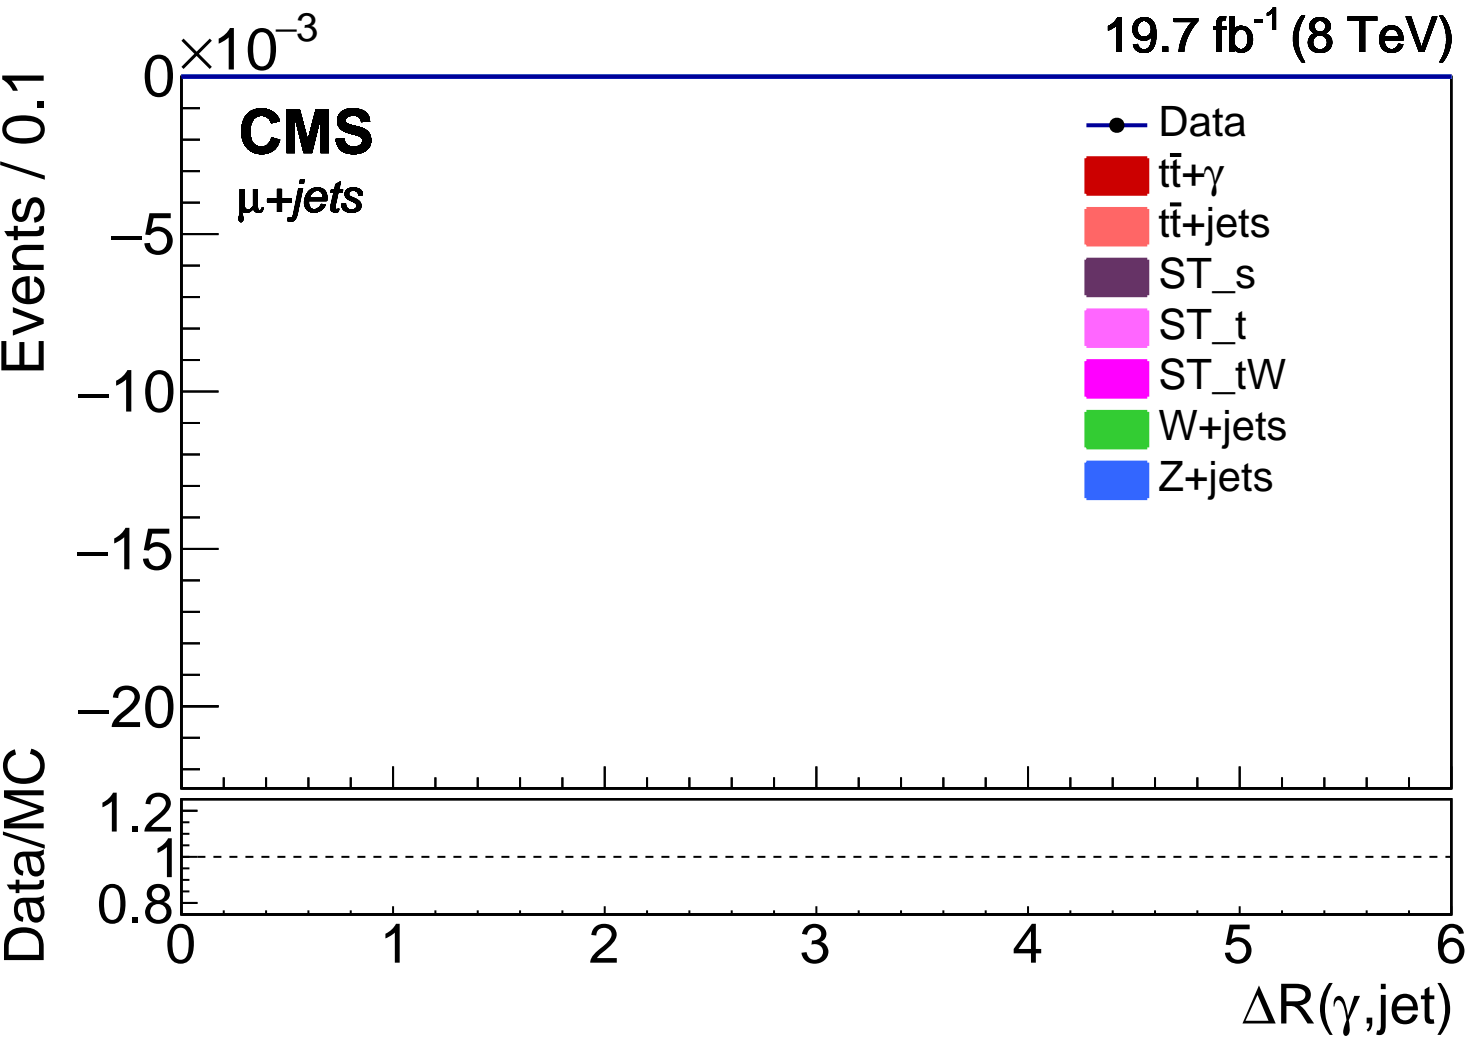 ×10⁻³
19.7 fb⁻¹ (8 TeV)
CMS
μ+jets
Events / 0.1
0
−5
−10
−15
−20
Data
tt̄+γ
tt̄+jets
ST_s
ST_t
ST_tW
W+jets
Z+jets
Data/MC
1.2
1
0.8
0 1 2 3 4 5 6
ΔR(γ,jet)